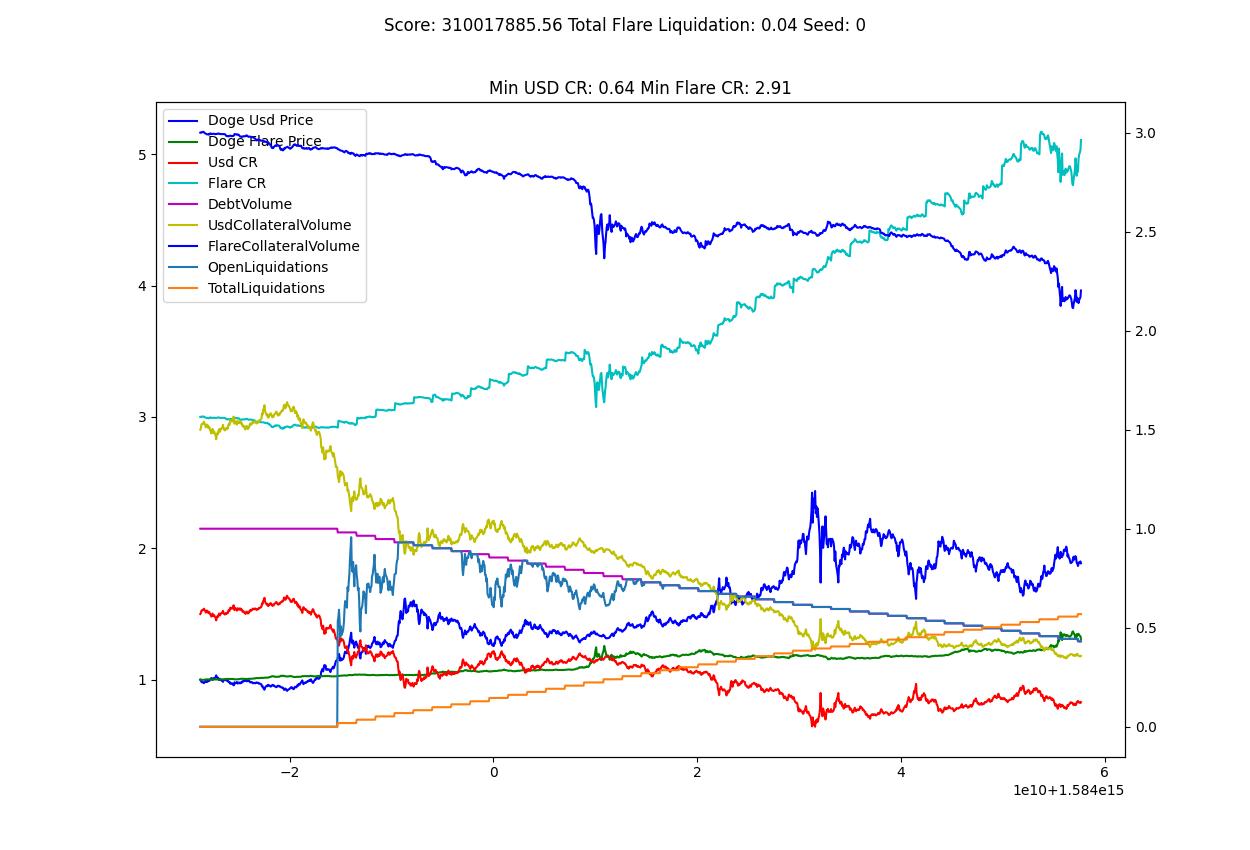 Score: 310017885.56 Total Flare Liquidation: 0.04 Seed: 0
Min USD CR: 0.64 Min Flare CR: 2.91
Doge Usd Price
Doge Flare Price
Usd CR
Flare CR
DebtVolume
UsdCollateralVolume
FlareCollateralVolume
OpenLiquidations
TotalLiquidations
5
4
3
2
1
3.0
2.5
2.0
1.5
1.0
0.5
0.0
−2
0
2
4
6
1e10+1.584e15